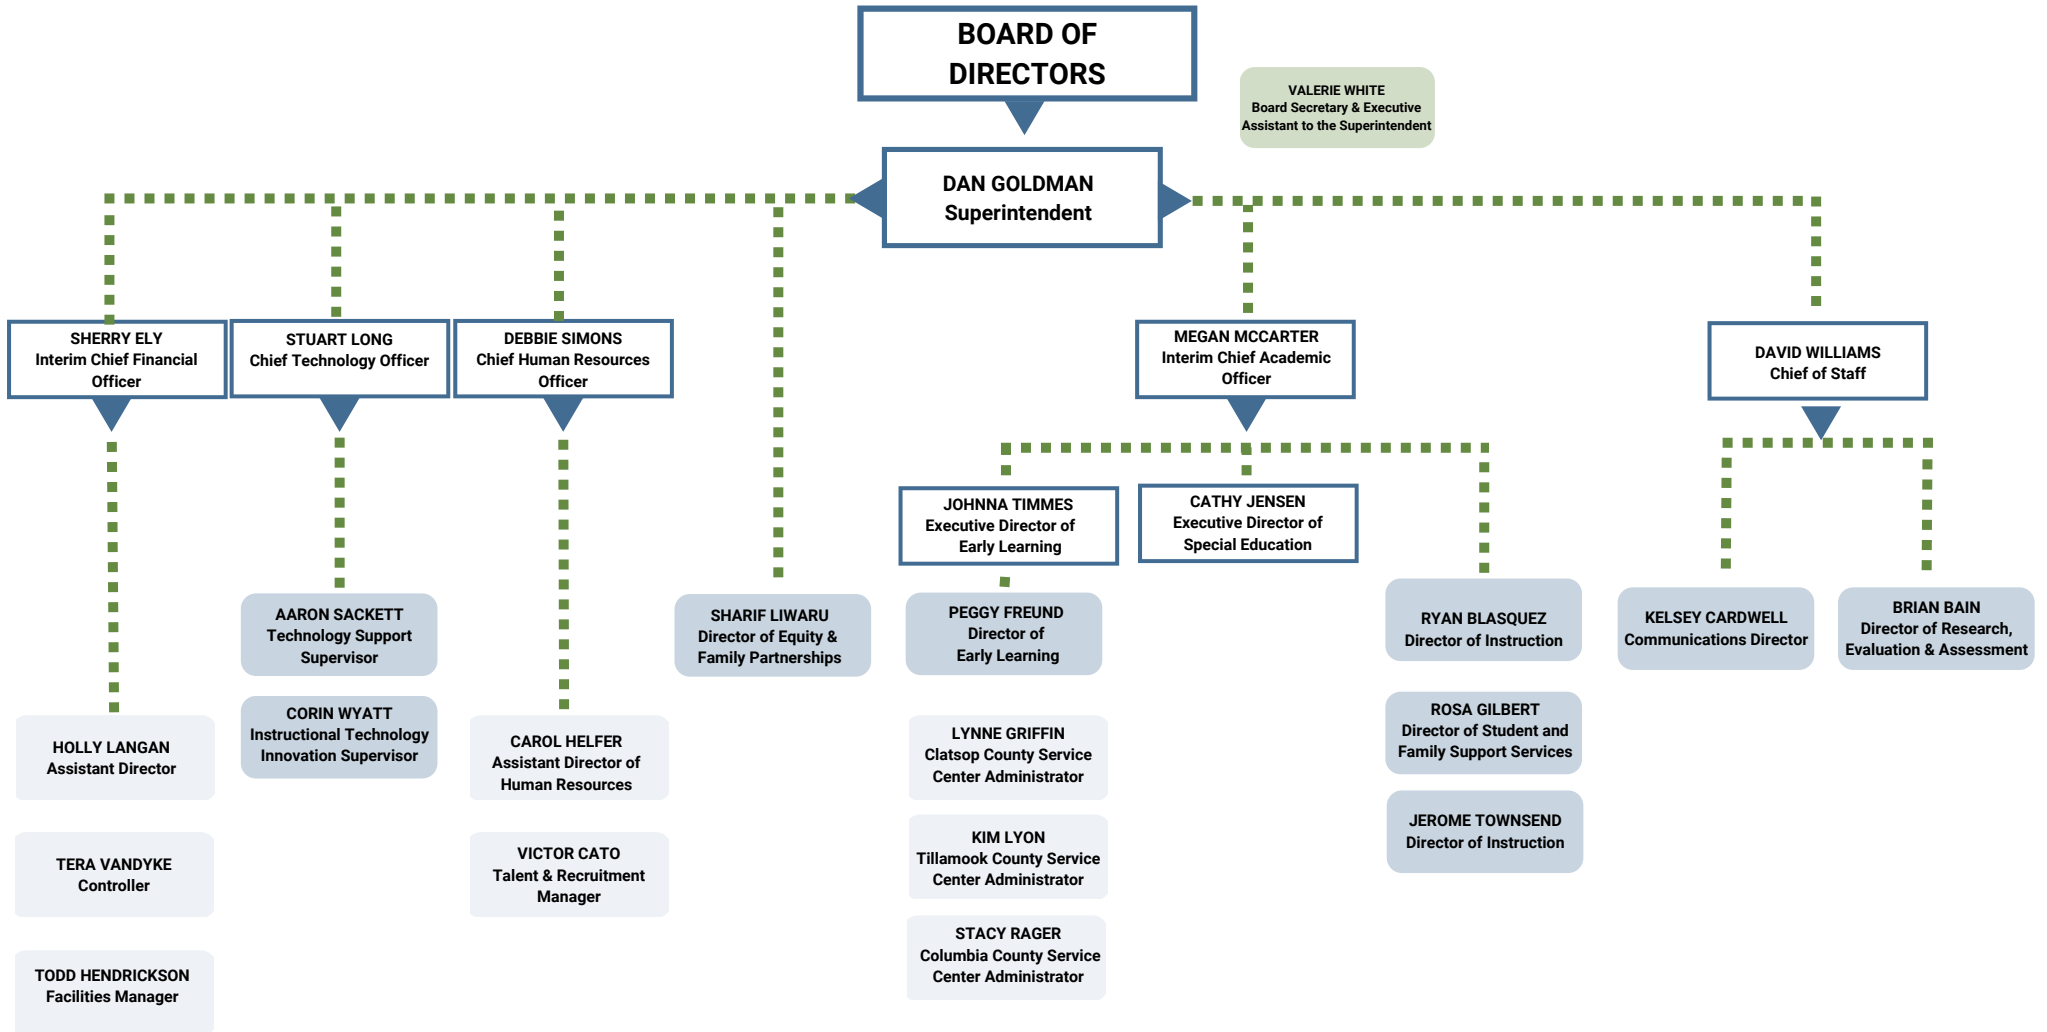 BOARD OF
DIRECTORS
VALERIE WHITE
Board Secretary & Executive
Assistant to the Superintendent
DAN GOLDMAN
Superintendent
SHERRY ELY
Interim Chief Financial
Officer
STUART LONG
Chief Technology Officer
DEBBIE SIMONS
Chief Human Resources
Officer
MEGAN MCCARTER
Interim Chief Academic
Officer
DAVID WILLIAMS
Chief of Staff
JOHNNA TIMMES
Executive Director of
Early Learning
CATHY JENSEN
Executive Director of
Special Education
AARON SACKETT
Technology Support
Supervisor
SHARIF LIWARU
Director of Equity &
Family Partnerships
PEGGY FREUND
Director of
Early Learning
RYAN BLASQUEZ
Director of Instruction
KELSEY CARDWELL
Communications Director
BRIAN BAIN
Director of Research,
Evaluation & Assessment
CORIN WYATT
Instructional Technology
Innovation Supervisor
ROSA GILBERT
Director of Student and
Family Support Services
HOLLY LANGAN
Assistant Director
CAROL HELFER
Assistant Director of
Human Resources
LYNNE GRIFFIN
Clatsop County Service
Center Administrator
JEROME TOWNSEND
Director of Instruction
TERA VANDYKE
Controller
VICTOR CATO
Talent & Recruitment
Manager
KIM LYON
Tillamook County Service
Center Administrator
STACY RAGER
Columbia County Service
Center Administrator
TODD HENDRICKSON
Facilities Manager